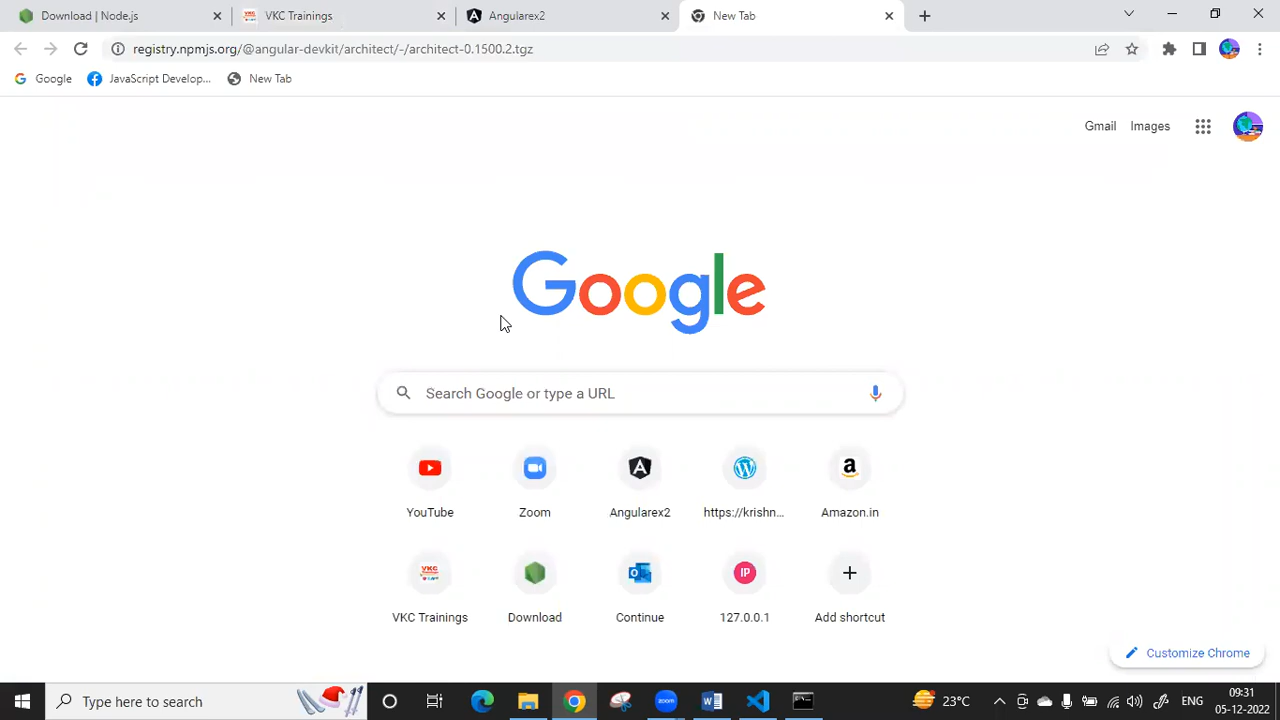 Download | Node.js
VKC Trainings
Angularex2
New Tab
registry.npmjs.org/@angular-devkit/architect/-/architect-0.1500.2.tgz
Google
JavaScript Develop...
New Tab
Gmail
Images
Google
Search Google or type a URL
YouTube
Zoom
Angularex2
https://krishn...
Amazon.in
VKC Trainings
Download
Continue
127.0.0.1
Add shortcut
Customize Chrome
Type here to search
23°C
ENG
09:31
05-12-2022